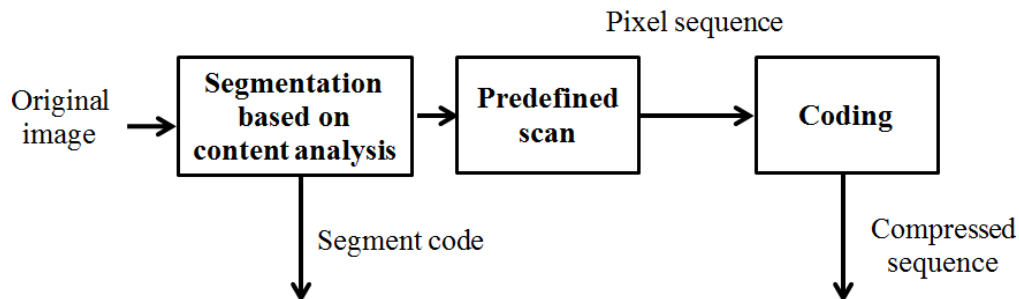 Pixel sequence
Original
image
Segmentation
based on
content analysis
Predefined
scan
Coding
Segment code
Compressed
sequence